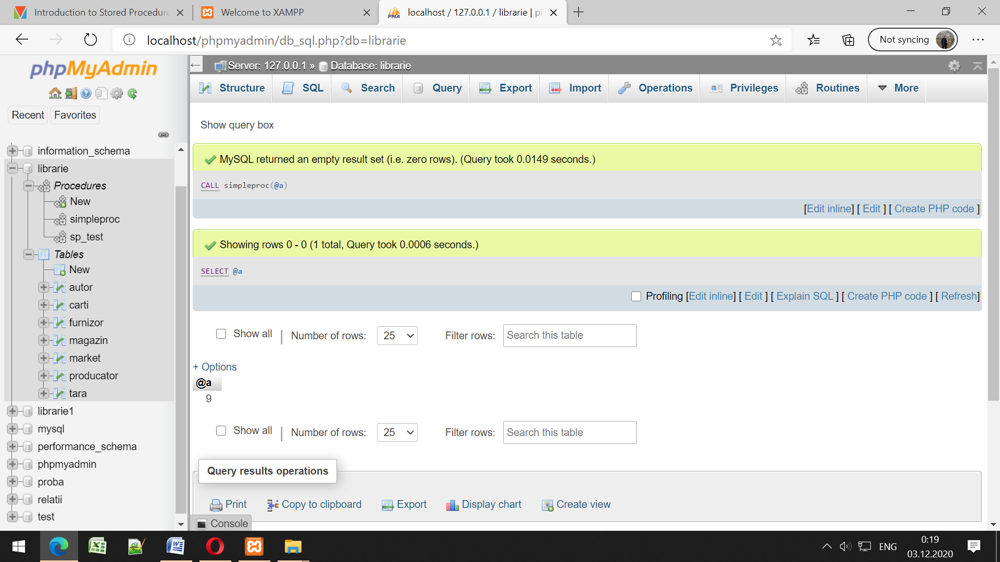 Introduction to Stored Procedure
Welcome to XAMPP
localhost / 127.0.0.1 / librarie | ph
localhost/phpmyadmin/db_sql.php?db=librarie
Not syncing
phpMyAdmin
Recent
Favorites
information_schema
librarie
Procedures
New
simpleproc
sp_test
Tables
New
autor
carti
furnizor
magazin
market
producator
tara
librarie1
mysql
performance_schema
phpmyadmin
proba
relatii
test
Server: 127.0.0.1 » Database: librarie
Structure
SQL
Search
Query
Export
Import
Operations
Privileges
Routines
More
Show query box
MySQL returned an empty result set (i.e. zero rows). (Query took 0.0149 seconds.)
CALL simpleproc(@a)
[Edit inline] [ Edit ] [ Create PHP code ]
Showing rows 0 - 0 (1 total, Query took 0.0006 seconds.)
SELECT @a
Profiling [Edit inline] [ Edit ] [ Explain SQL ] [ Create PHP code ] [ Refresh]
Show all | Number of rows: 25 Filter rows: Search this table
+ Options
@a
9
Show all | Number of rows: 25 Filter rows: Search this table
Query results operations
Print
Copy to clipboard
Export
Display chart
Create view
Console
ENG
0:19
03.12.2020